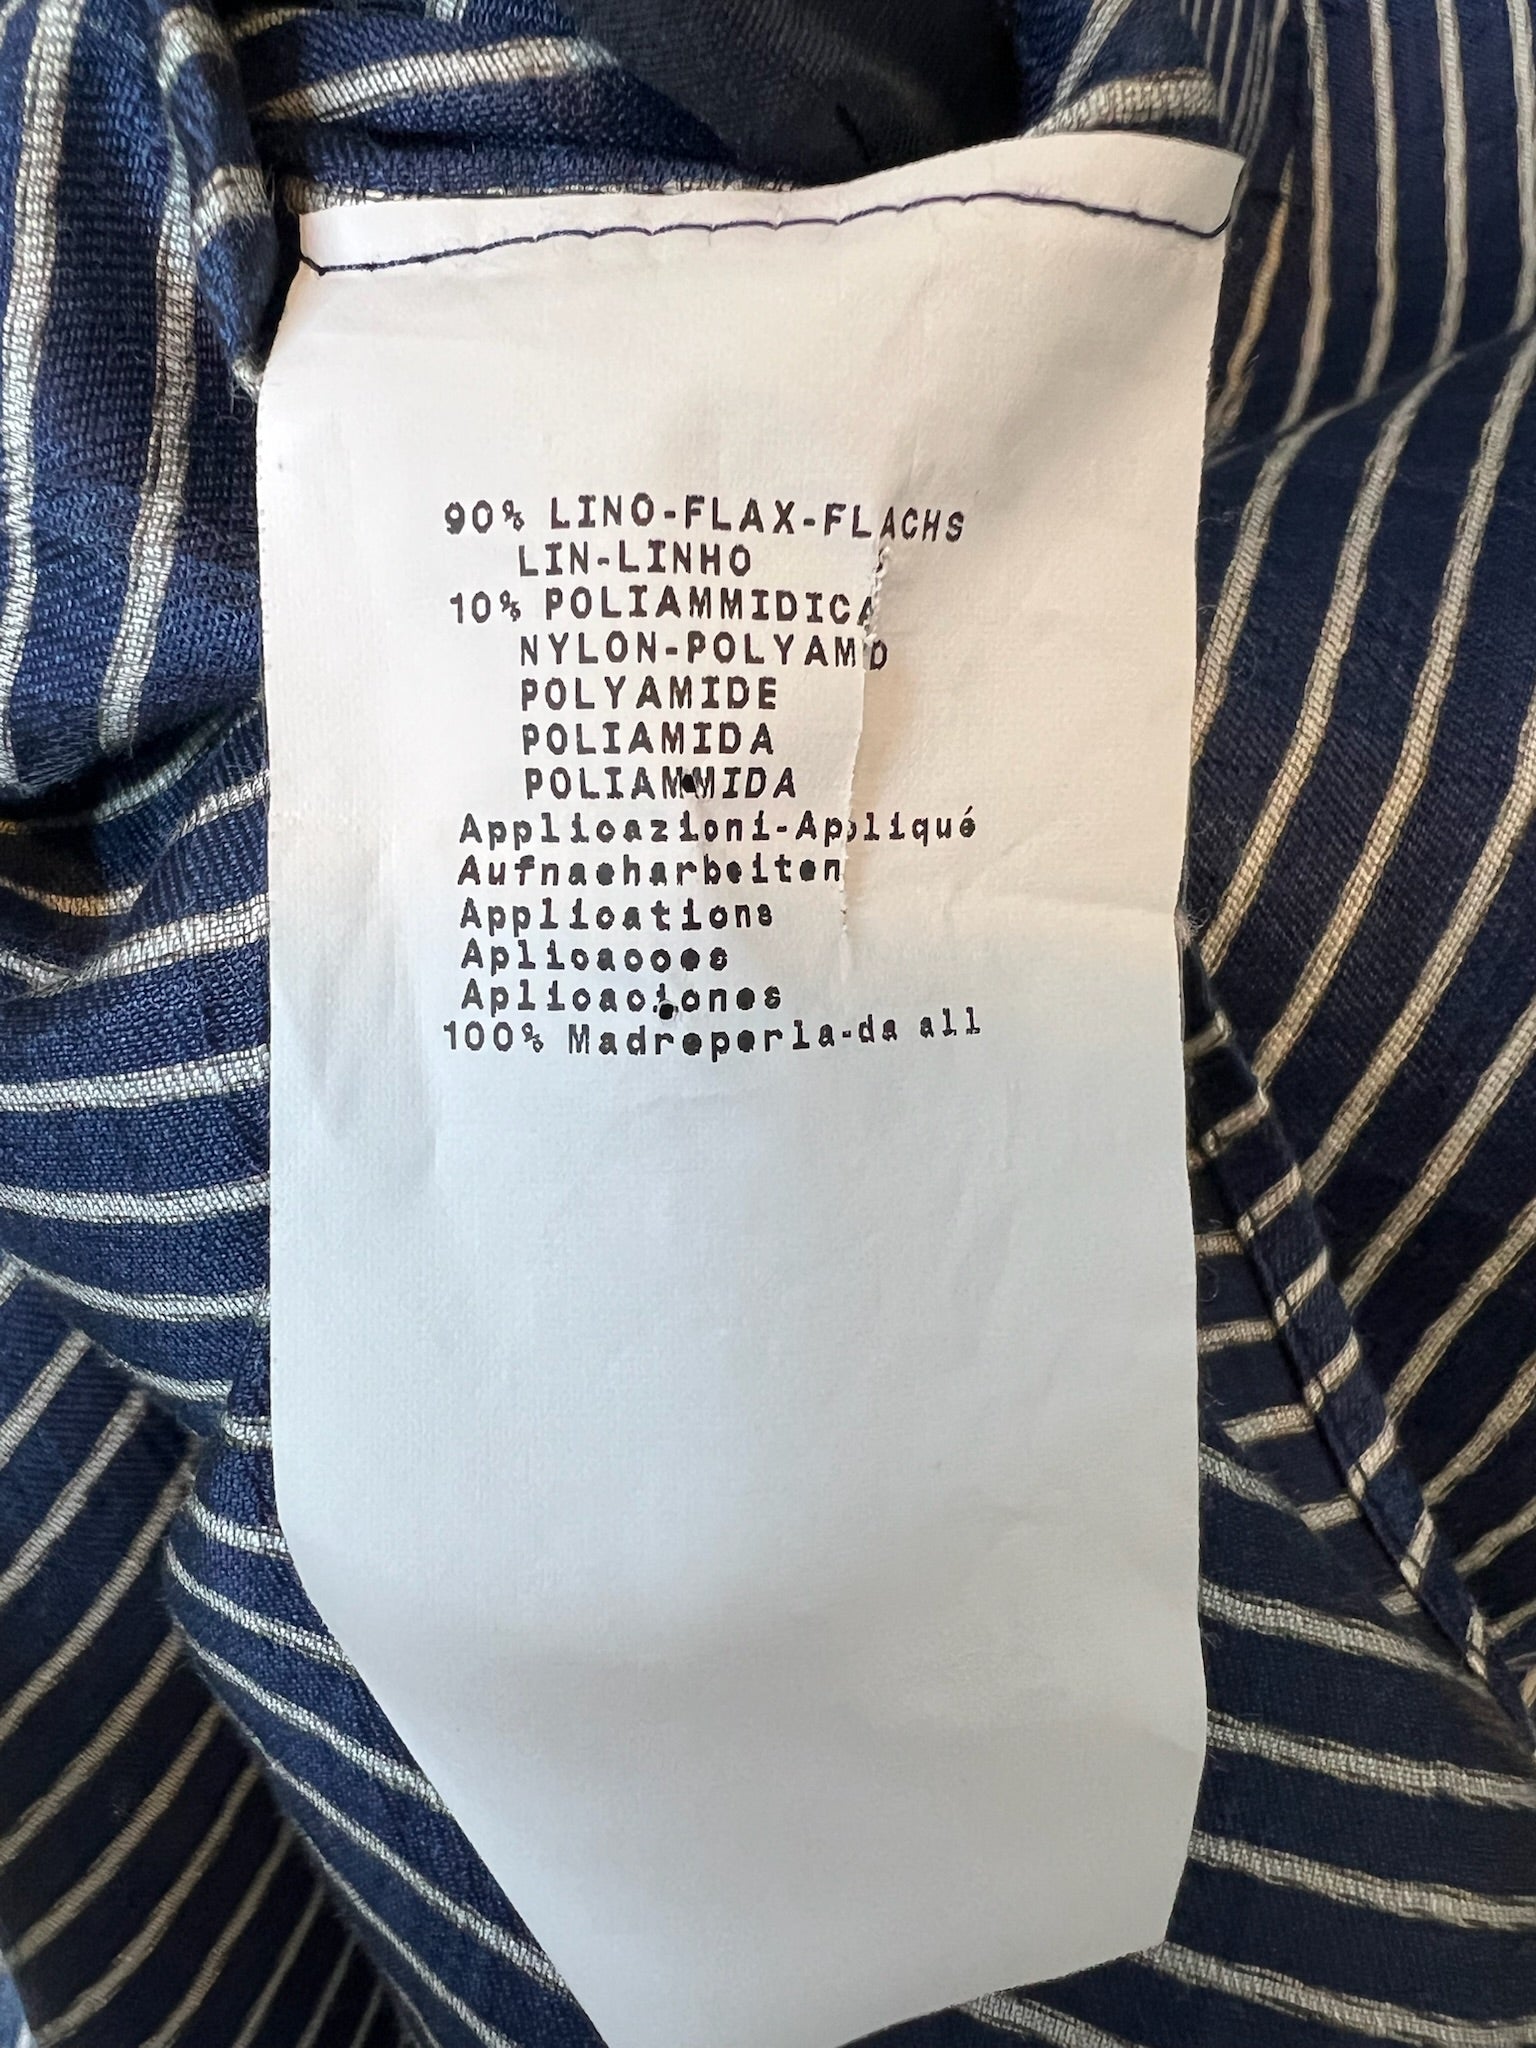 90% LINO-FLAX-FLACHS
LIN-LINHO
10% POLIAMMIDICA
NYLON-POLYAMID
POLYAMIDE
POLIAMIDA
POLIAMMIDA
Applicazioni-Appliqué
Aufnaeharbeiten
Applications
Aplicacoes
Aplicaciones
100% Madreperla-da all